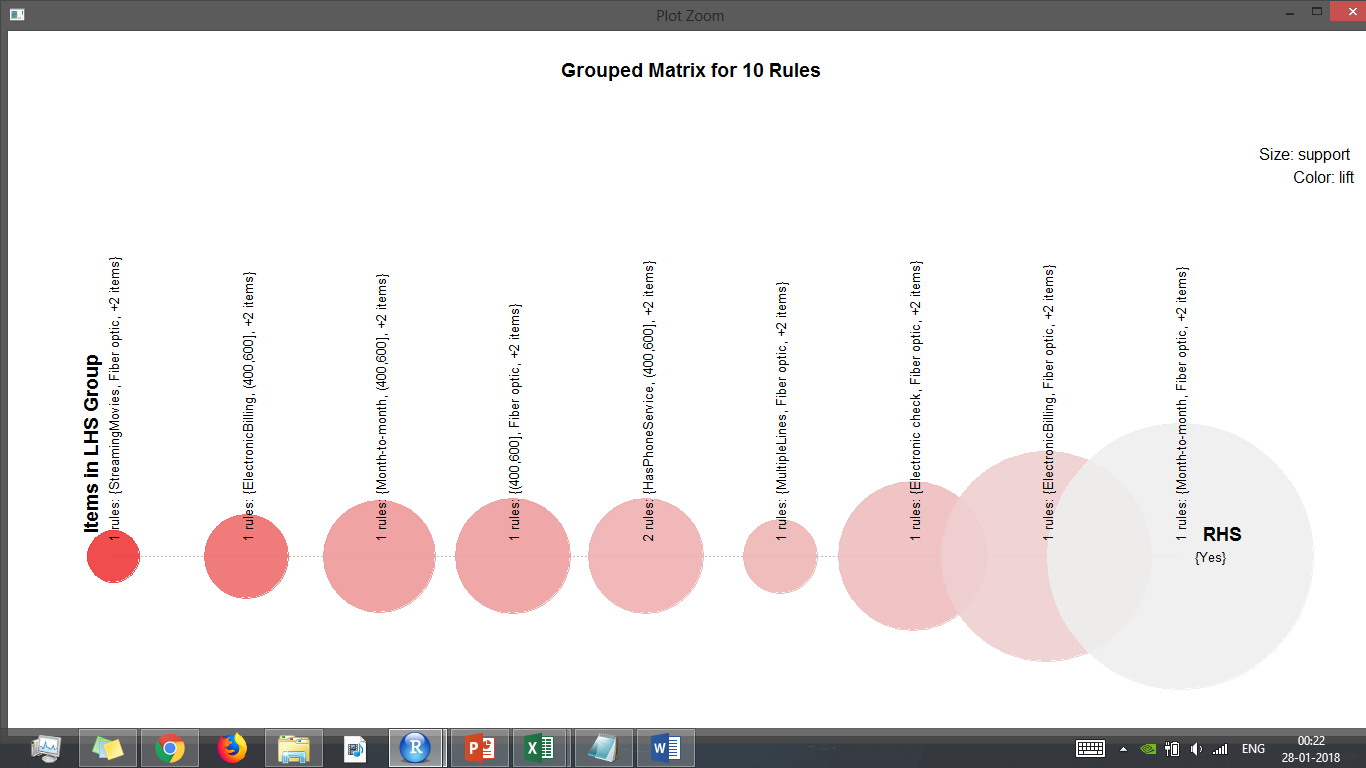 Plot Zoom
Grouped Matrix for 10 Rules
Size: support
Color: lift
Items in LHS Group
1 rules: {StreamingMovies, Fiber optic, +2 items}
1 rules: {ElectronicBilling, (400,600], +2 items}
1 rules: {Month-to-month, (400,600], +2 items}
1 rules: {(400,600], Fiber optic, +2 items}
2 rules: {HasPhoneService, (400,600], +2 items}
1 rules: {MultipleLines, Fiber optic, +2 items}
1 rules: {Electronic check, Fiber optic, +2 items}
1 rules: {ElectronicBilling, Fiber optic, +2 items}
1 rules: {Month-to-month, Fiber optic, +2 items}
RHS
{Yes}
ENG
00:22
28-01-2018